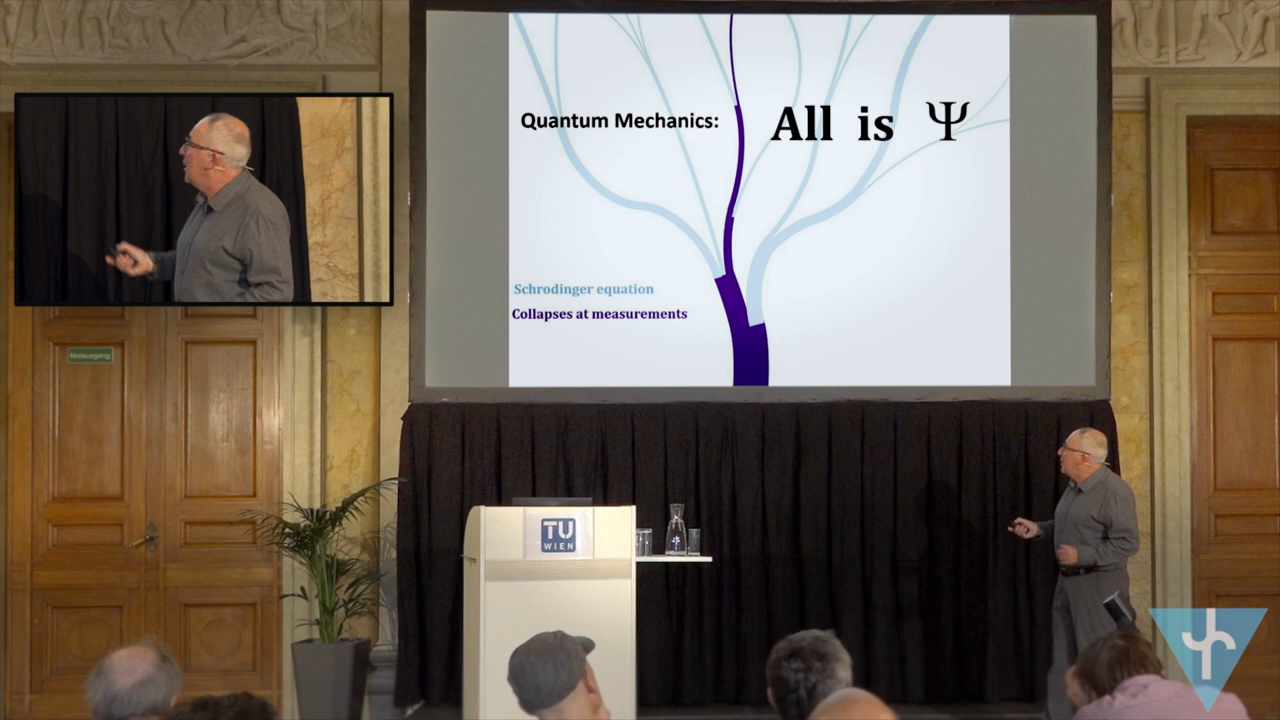 Quantum Mechanics: All is Ψ
Schrodinger equation
Collapses at measurements
Notausgang
TU
WIEN